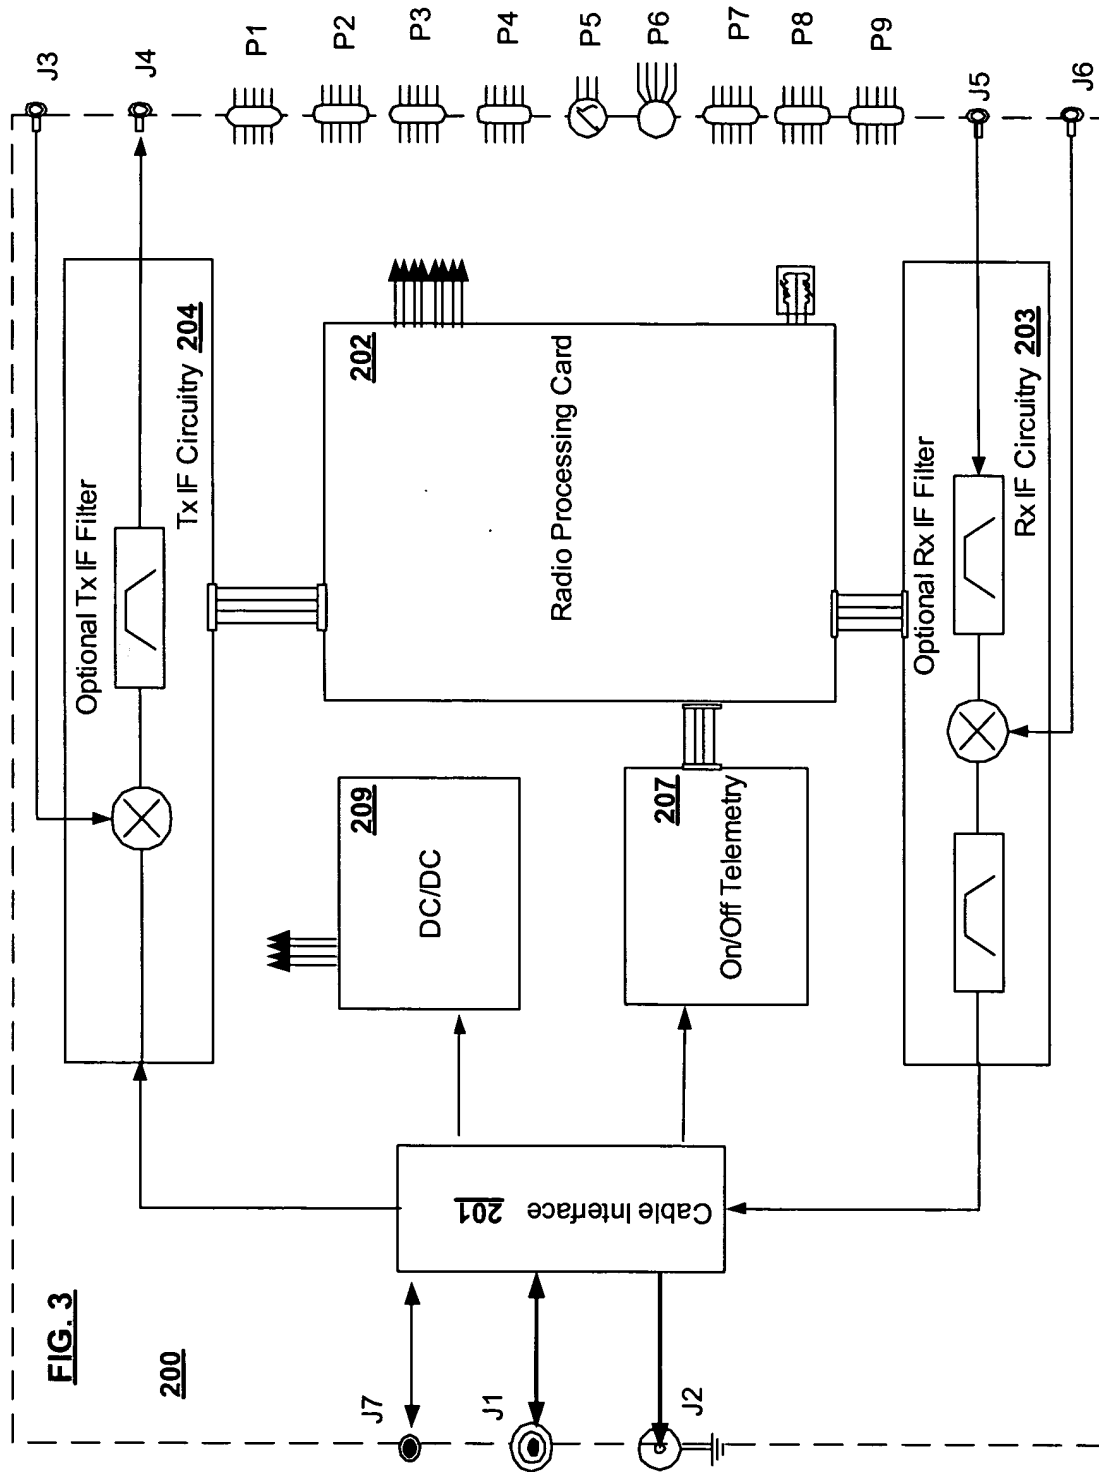 FIG. 3
200
J7
J1
J2
Cable Interface
201
DC/DC
209
On/Off Telemetry
207
Optional Tx IF Filter
Tx IF Circuitry 204
202
Radio Processing Card
Optional Rx IF Filter
Rx IF Circuitry 203
J3
J4
P1
P2
P3
P4
P5
P6
P7
P8
P9
J5
J6